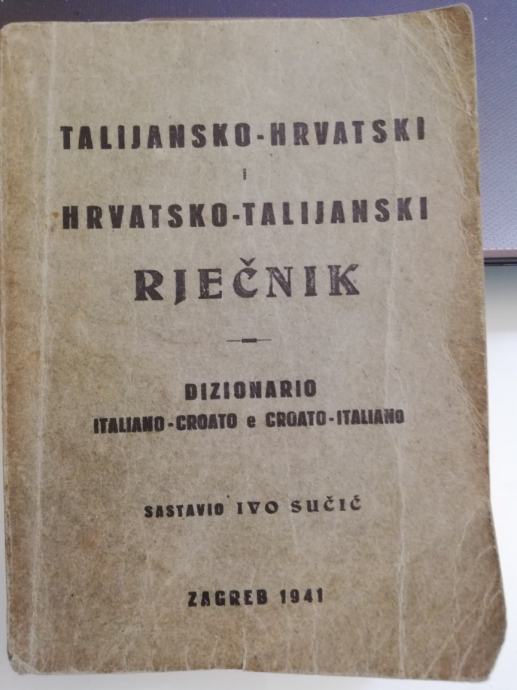 TALIJANSKO-HRVATSKI
I
HRVATSKO-TALIJANSKI
RJEČNIK
DIZIONARIO
ITALIANO-CROATO e CROATO-ITALIANO
SASTAVIO IVO SUČIĆ
ZAGREB 1941